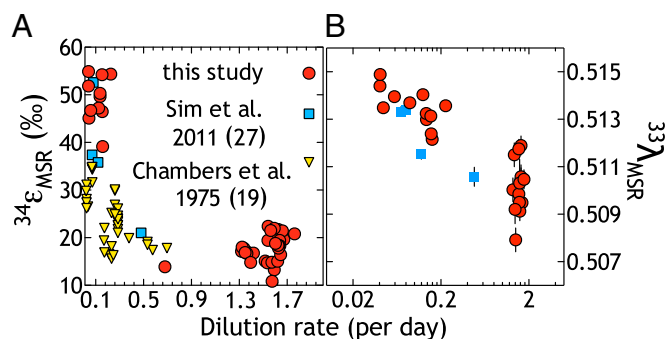 A
B
60
50
40
30
20
10
³⁴εMSR (‰)
this study
Sim et al.
2011 (27)
Chambers et al.
1975 (19)
0.1 0.5 0.9 1.3 1.7
0.515
0.513
0.511
0.509
0.507
³³λMSR
0.02 0.2 2
Dilution rate (per day)